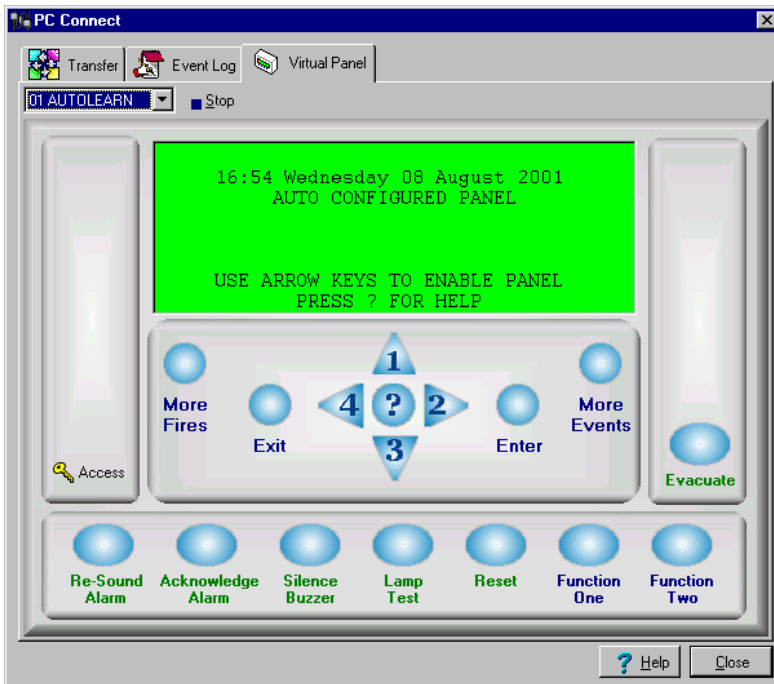 PC Connect
Transfer
Event Log
Virtual Panel
01 AUTOLEARN
Stop
16:54 Wednesday 08 August 2001
AUTO CONFIGURED PANEL
USE ARROW KEYS TO ENABLE PANEL
PRESS ? FOR HELP
More
Fires
Exit
1
4
?
2
3
Enter
More
Events
Access
Evacuate
Re-Sound
Alarm
Acknowledge
Alarm
Silence
Buzzer
Lamp
Test
Reset
Function
One
Function
Two
? Help
Close